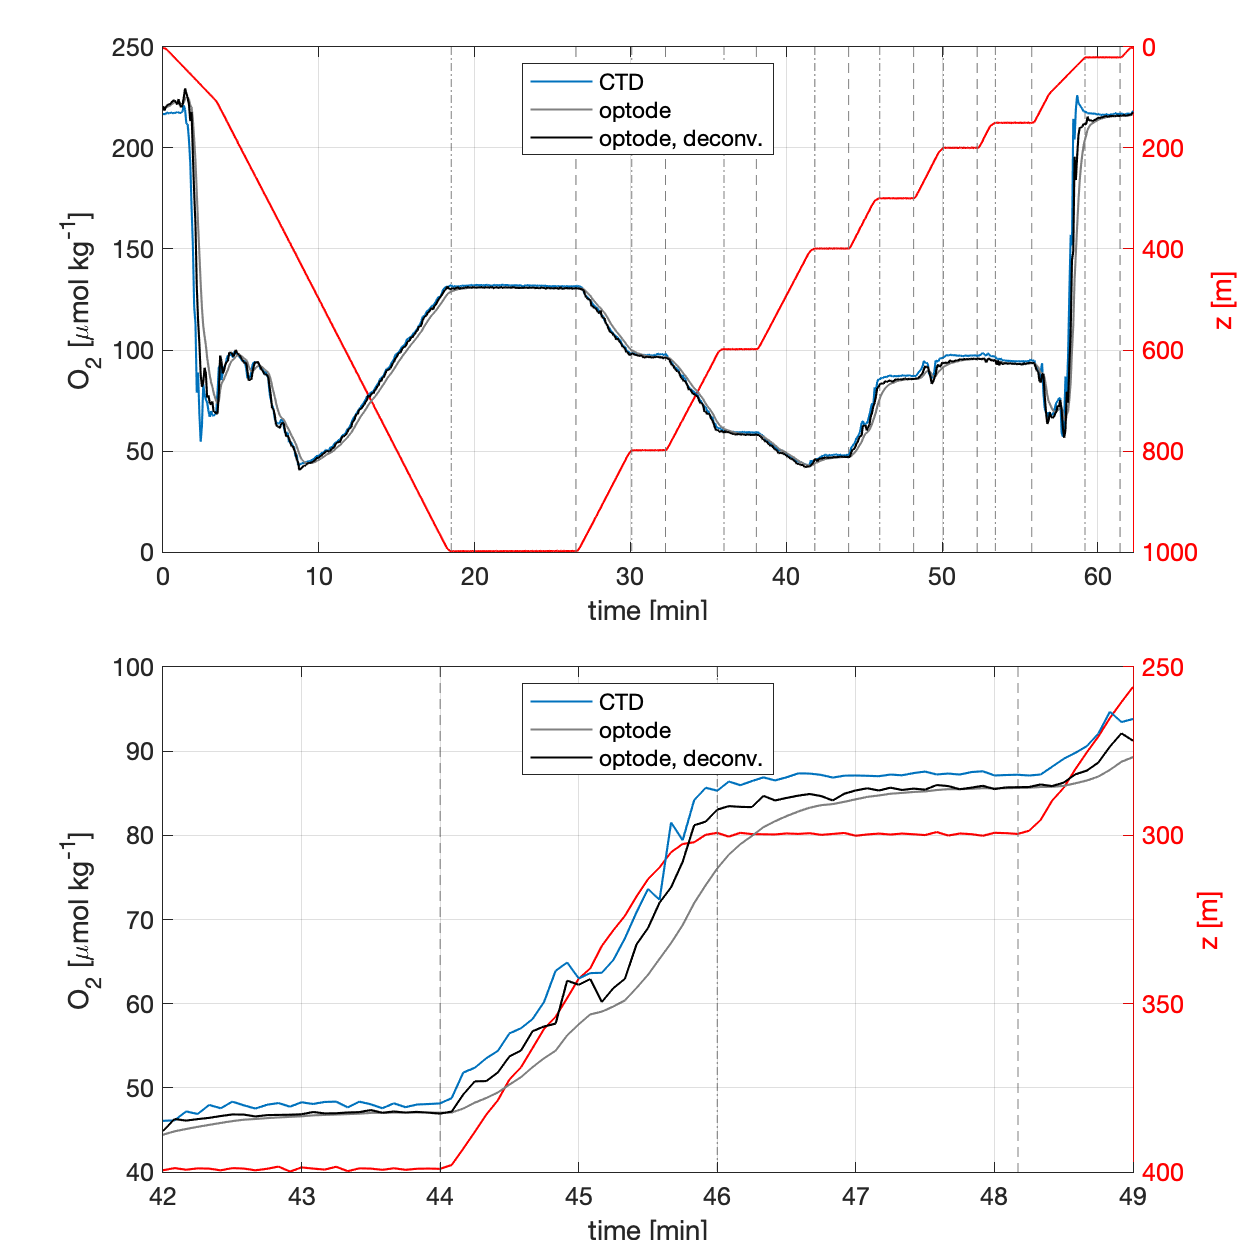 250
200
150
100
50
0
O2 [μmol kg-1]
CTD
optode
optode, deconv.
0
200
400
600
800
1000
z [m]
0 10 20 30 40 50 60
time [min]
100
90
80
70
60
50
40
O2 [μmol kg-1]
CTD
optode
optode, deconv.
250
300
350
400
z [m]
42 43 44 45 46 47 48 49
time [min]